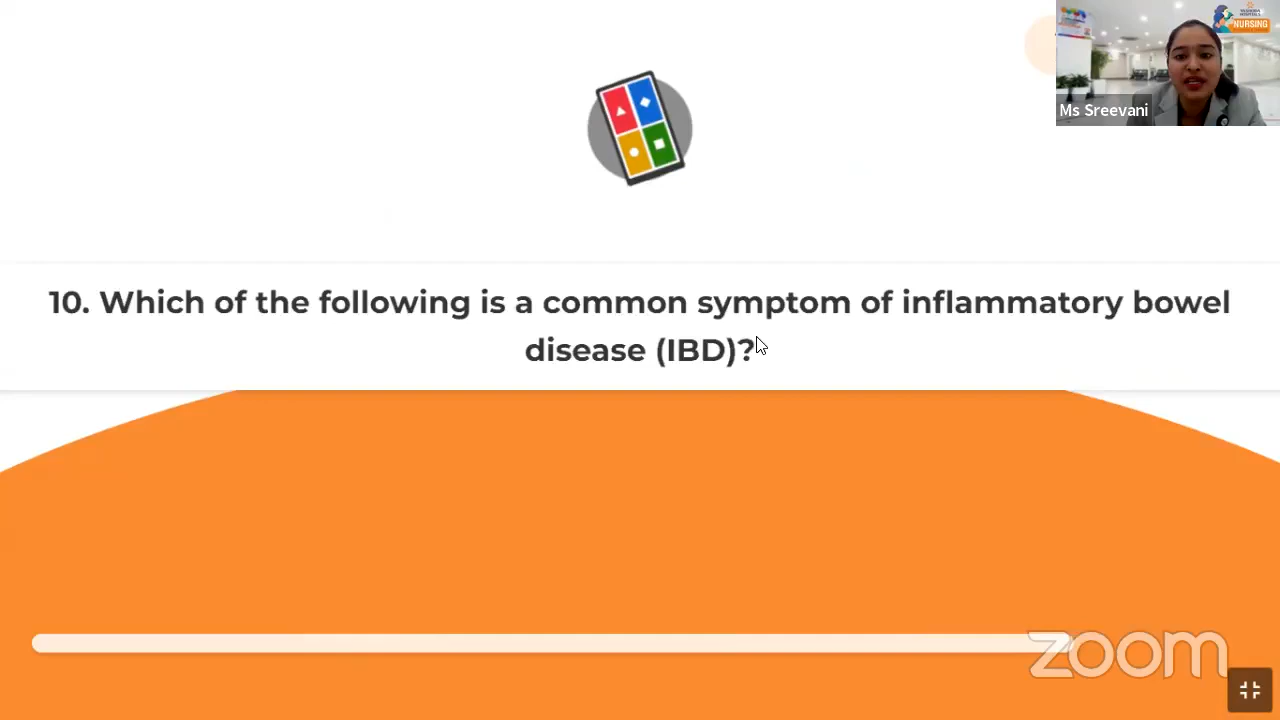 NURSING
Ms Sreevani
10. Which of the following is a common symptom of inflammatory bowel
disease (IBD)?
zoom